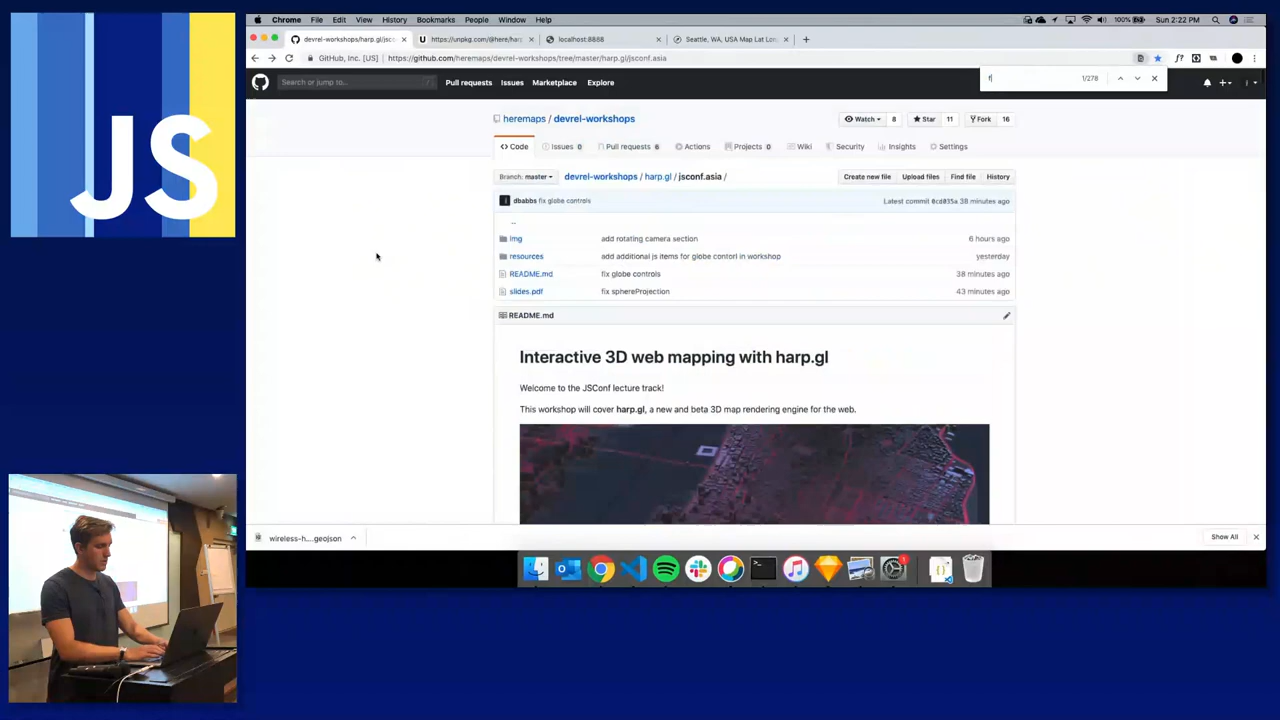 JS
Chrome File Edit View History Bookmarks People Window Help
100% Sun 2:22 PM
devrel-workshops/harp.gl/jsc
https://unpkg.com/@here/harp
localhost:8888
Seattle, WA, USA Map Lat Lon
GitHub, Inc. [US] https://github.com/heremaps/devrel-workshops/tree/master/harp.gl/jsconf.asia
f 1/278
Search or jump to... Pull requests Issues Marketplace Explore
heremaps / devrel-workshops
Watch 8 Star 11 Fork 16
Code Issues 0 Pull requests 6 Actions Projects 0 Wiki Security Insights Settings
Branch: master devrel-workshops / harp.gl / jsconf.asia /
Create new file Upload files Find file History
dbabbs fix globe controls Latest commit 0cd035a 38 minutes ago
..
img add rotating camera section 6 hours ago
resources add additional js items for globe contorl in workshop yesterday
README.md fix globe controls 38 minutes ago
slides.pdf fix sphereProjection 43 minutes ago
README.md
Interactive 3D web mapping with harp.gl
Welcome to the JSConf lecture track!
This workshop will cover harp.gl, a new and beta 3D map rendering engine for the web.
wireless-h....geojson
Show All